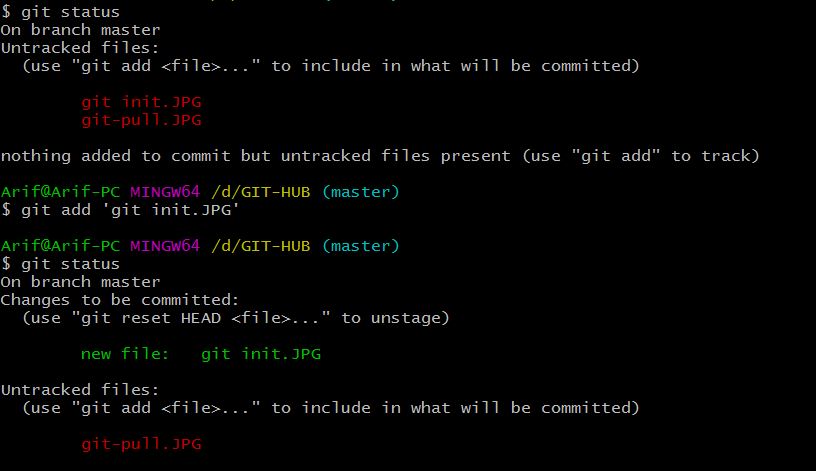 $ git status
On branch master
Untracked files:
  (use "git add <file>..." to include in what will be committed)

        git init.JPG
        git-pull.JPG

nothing added to commit but untracked files present (use "git add" to track)

Arif@Arif-PC MINGW64 /d/GIT-HUB (master)
$ git add 'git init.JPG'

Arif@Arif-PC MINGW64 /d/GIT-HUB (master)
$ git status
On branch master
Changes to be committed:
  (use "git reset HEAD <file>..." to unstage)

        new file:   git init.JPG

Untracked files:
  (use "git add <file>..." to include in what will be committed)

        git-pull.JPG